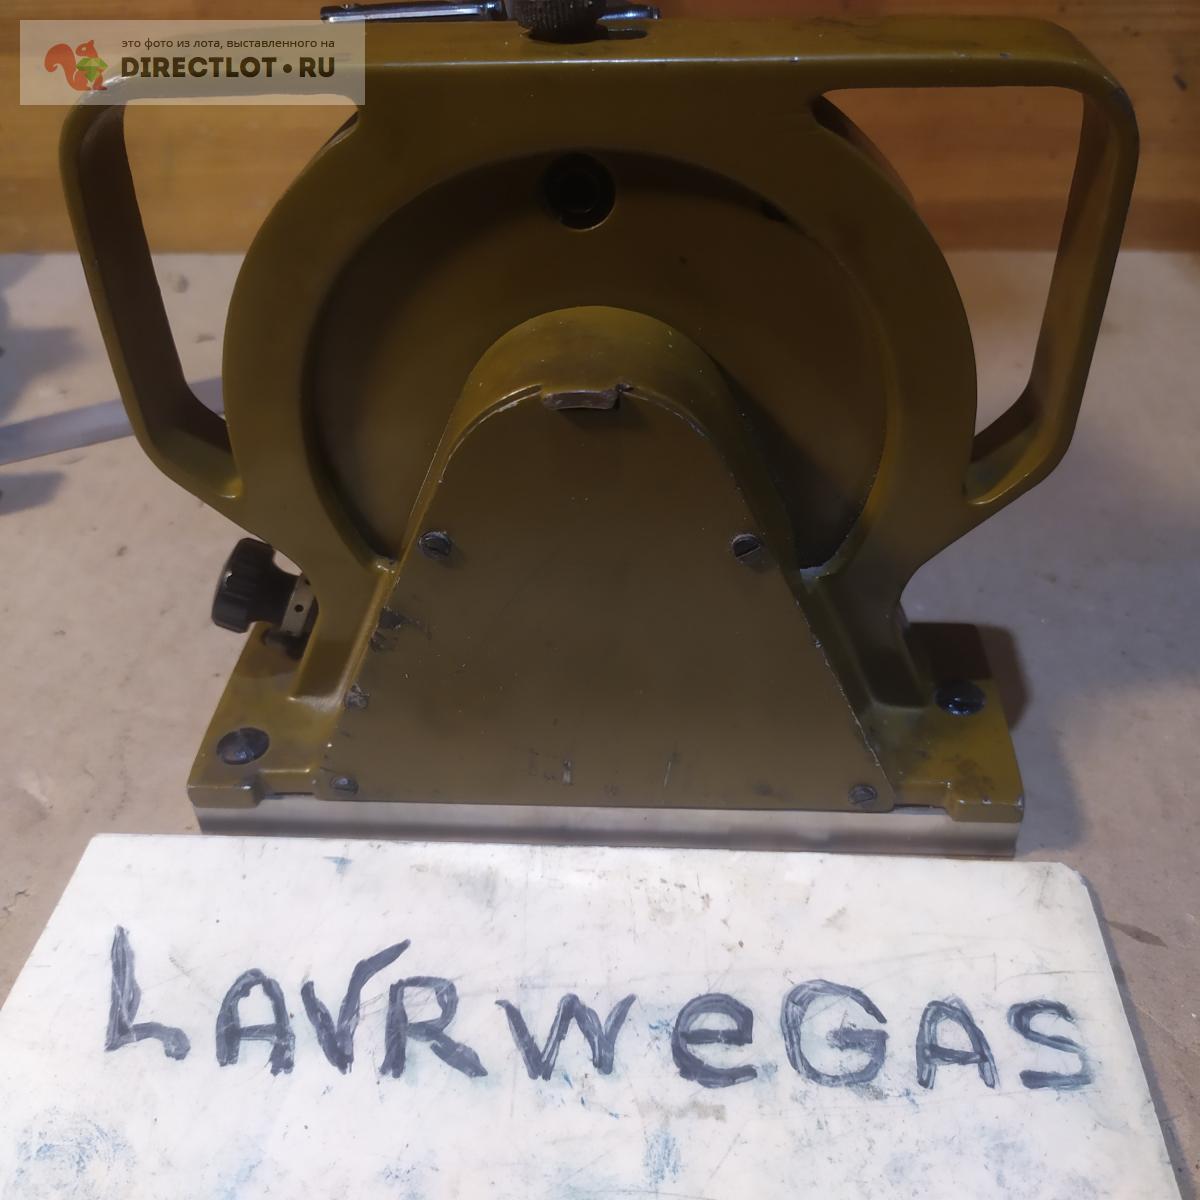 это фото из лота, выставленного на
DIRECTLOT•RU
LAVRWeGAS